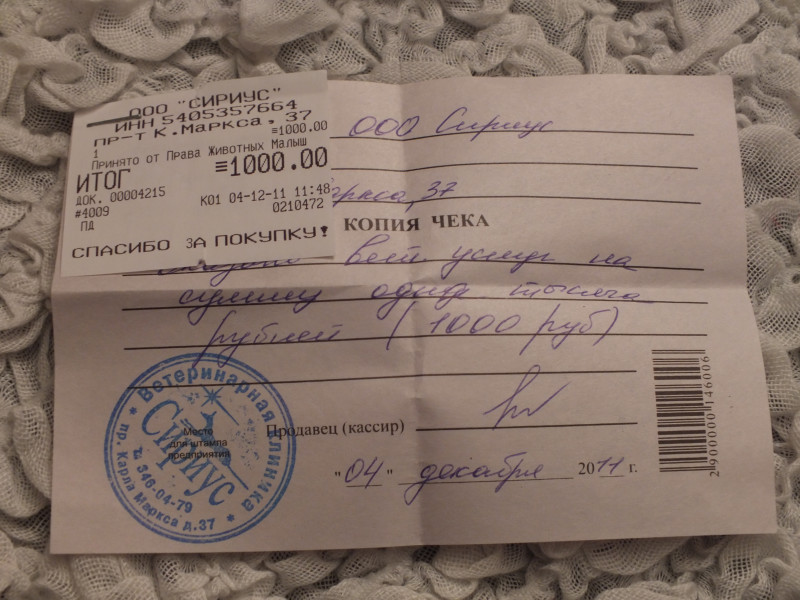 ООО "СИРИУС"
ИНН 5405357664
ПР-Т К.МАРКСА, 37
1 ≡1000.00
Принято от Права Животных Малыш
ИТОГ ≡1000.00
ДОК. 00004215 К01 04-12-11 11:48
#4009 0210472
ПД
СПАСИБО ЗА ПОКУПКУ!
ООО Сириус
ркса, 37
КОПИЯ ЧЕКА
вет услуг на
сумму одна тысяча
рублей (1000 руб)
Продавец (кассир)
"04" декабря 2011 г.
Ветеринарная клиника
Сириус
Место
для штампа
предприятия
т. 346-04-79
пр. Карла Маркса д.37
2900000146006